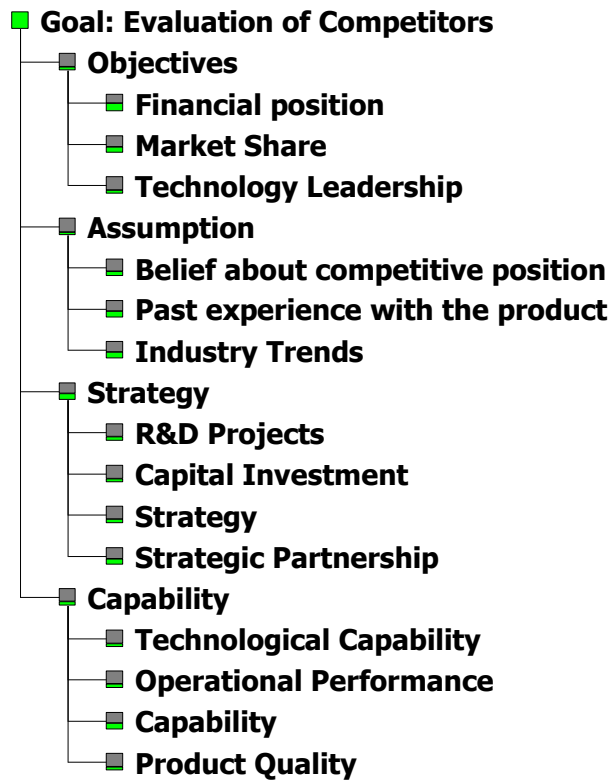 Goal: Evaluation of Competitors
Objectives
Financial position
Market Share
Technology Leadership
Assumption
Belief about competitive position
Past experience with the product
Industry Trends
Strategy
R&D Projects
Capital Investment
Strategy
Strategic Partnership
Capability
Technological Capability
Operational Performance
Capability
Product Quality